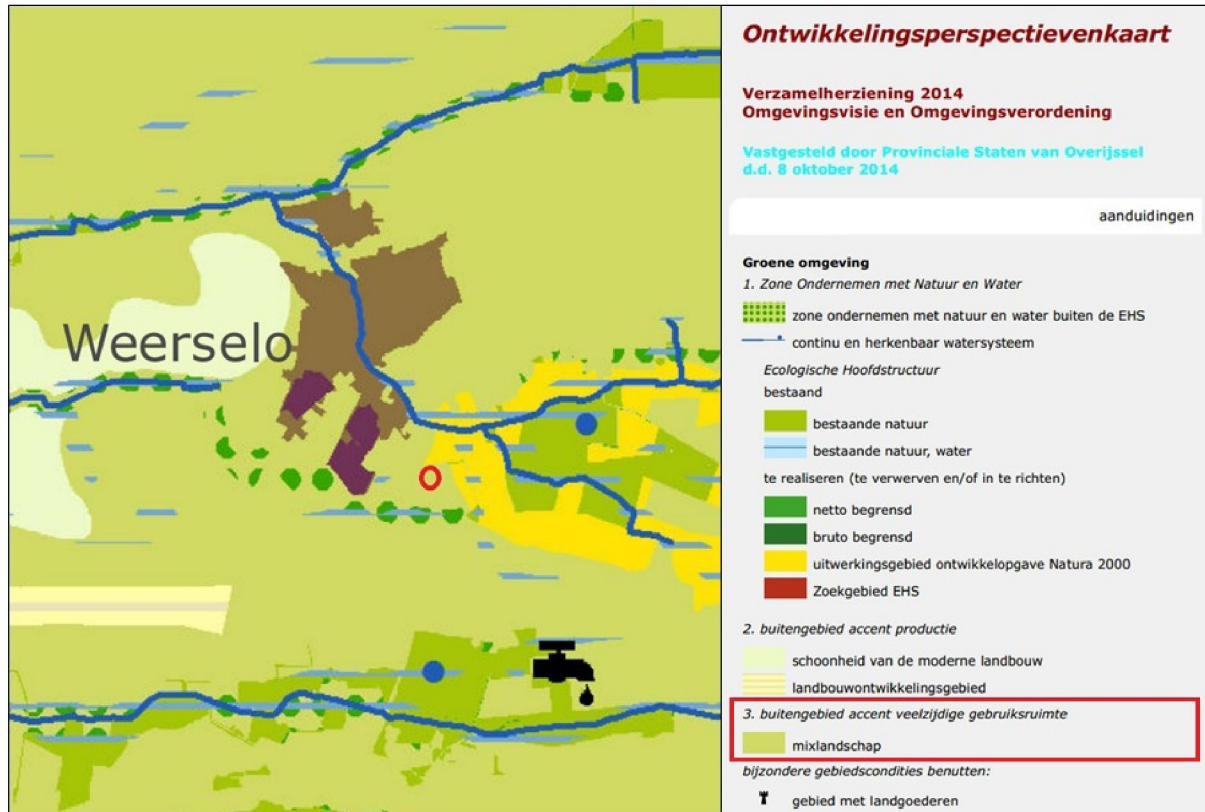 Weerselo
Ontwikkelingsperspectievenkaart
Verzamelherziening 2014
Omgevingsvisie en Omgevingsverordening
Vastgesteld door Provinciale Staten van Overijssel
d.d. 8 oktober 2014
aanduidingen
Groene omgeving
1. Zone Ondernemen met Natuur en Water
zone ondernemen met natuur en water buiten de EHS
continu en herkenbaar watersysteem
Ecologische Hoofdstructuur
bestaand
bestaande natuur
bestaande natuur, water
te realiseren (te verwerven en/of in te richten)
netto begrensd
bruto begrensd
uitwerkingsgebied ontwikkelopgave Natura 2000
Zoekgebied EHS
2. buitengebied accent productie
schoonheid van de moderne landbouw
landbouwontwikkelingsgebied
3. buitengebied accent veelzijdige gebruiksruimte
mixlandschap
bijzondere gebiedscondities benutten:
gebied met landgoederen